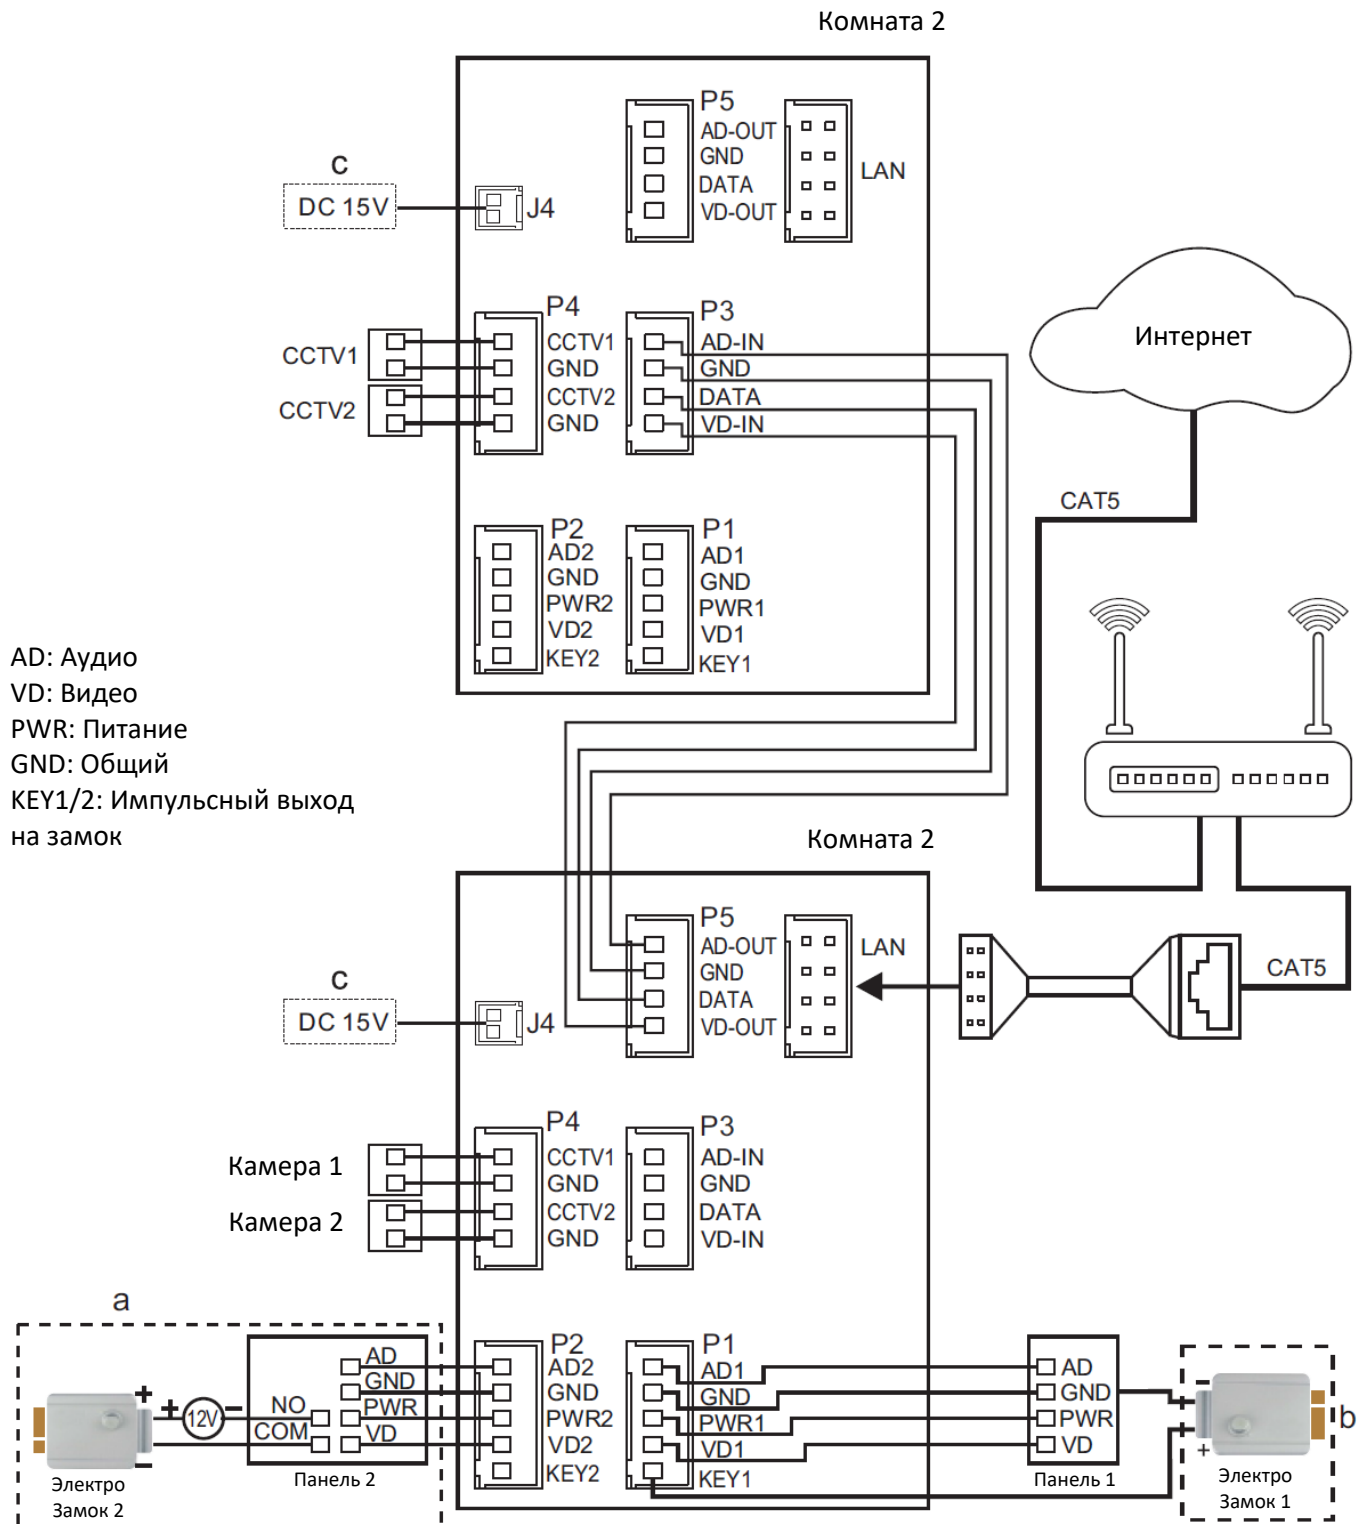 Комната 2
P5
AD-OUT
GND
DATA
VD-OUT
LAN
c
DC 15V
J4
P4
CCTV1
GND
CCTV2
GND
CCTV1
CCTV2
P3
AD-IN
GND
DATA
VD-IN
Интернет
CAT5
P2
AD2
GND
PWR2
VD2
KEY2
P1
AD1
GND
PWR1
VD1
KEY1
AD: Аудио
VD: Видео
PWR: Питание
GND: Общий
KEY1/2: Импульсный выход
на замок
Комната 2
P5
AD-OUT
GND
DATA
VD-OUT
LAN
CAT5
c
DC 15V
J4
P4
CCTV1
GND
CCTV2
GND
Камера 1
Камера 2
P3
AD-IN
GND
DATA
VD-IN
a
AD
GND
PWR
VD
NO
COM
+
+
12V
−
−
Электро
Замок 2
Панель 2
P2
AD2
GND
PWR2
VD2
KEY2
P1
AD1
GND
PWR1
VD1
KEY1
AD
GND
PWR
VD
Панель 1
−
+
b
Электро
Замок 1